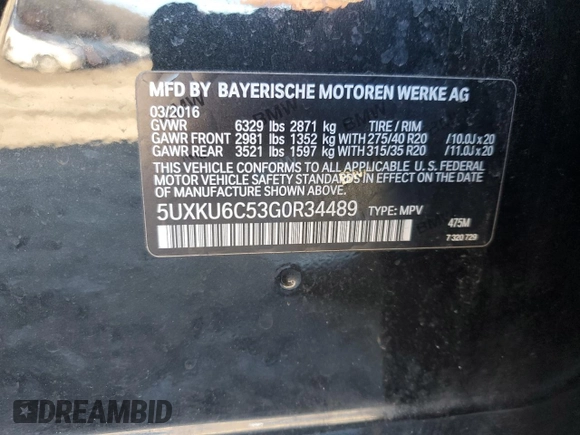 MFD BY BAYERISCHE MOTOREN WERKE AG
03/2016
GVWR 6329 lbs 2871 kg TIRE / RIM
GAWR FRONT 2981 lbs 1352 kg WITH 275/40 R20 /10.0J x 20
GAWR REAR 3521 lbs 1597 kg WITH 315/35 R20 /11.0J x 20
THIS VEHICLE CONFORMS TO ALL APPLICABLE U. S. FEDERAL
MOTOR VEHICLE SAFETY STANDARDS IN EFFECT ON THE DATE
OF MANUFACTURE SHOWN ABOVE.
5UXKU6C53G0R34489 TYPE: MPV
475M
7 320 729
DREAMBID